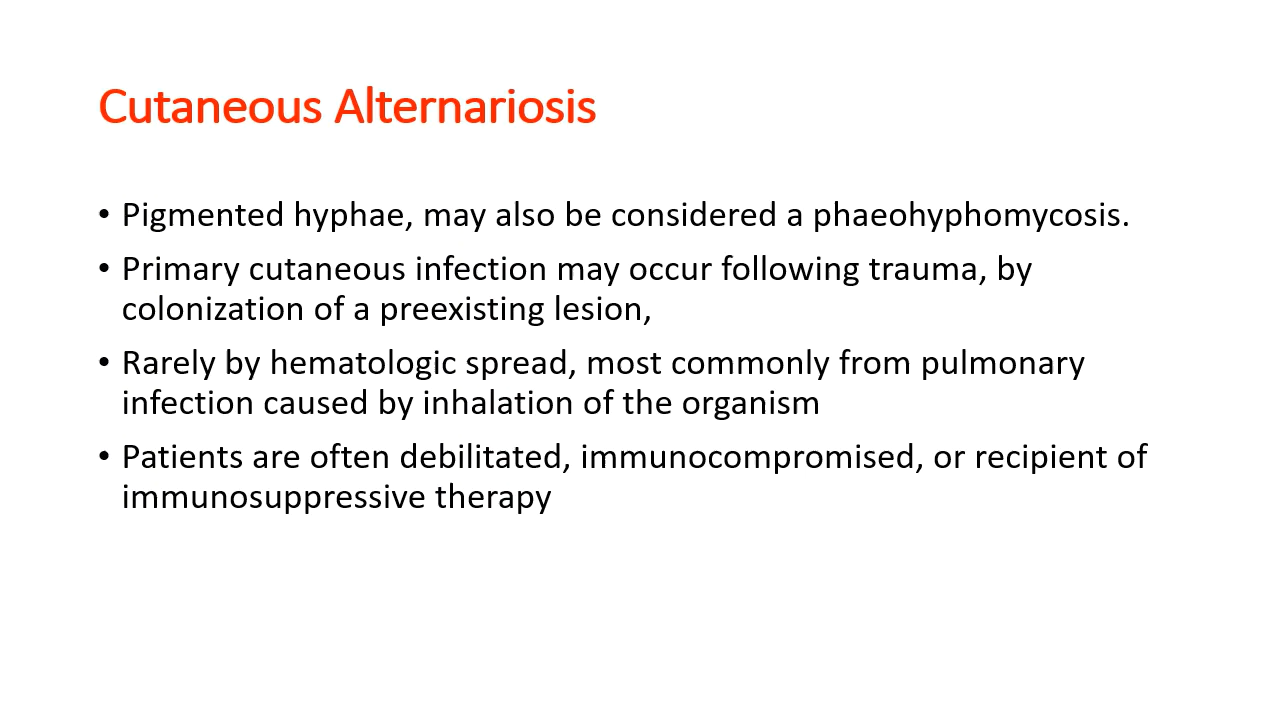 Cutaneous Alternariosis
• Pigmented hyphae, may also be considered a phaeohyphomycosis.
• Primary cutaneous infection may occur following trauma, by
colonization of a preexisting lesion,
• Rarely by hematologic spread, most commonly from pulmonary
infection caused by inhalation of the organism
• Patients are often debilitated, immunocompromised, or recipient of
immunosuppressive therapy